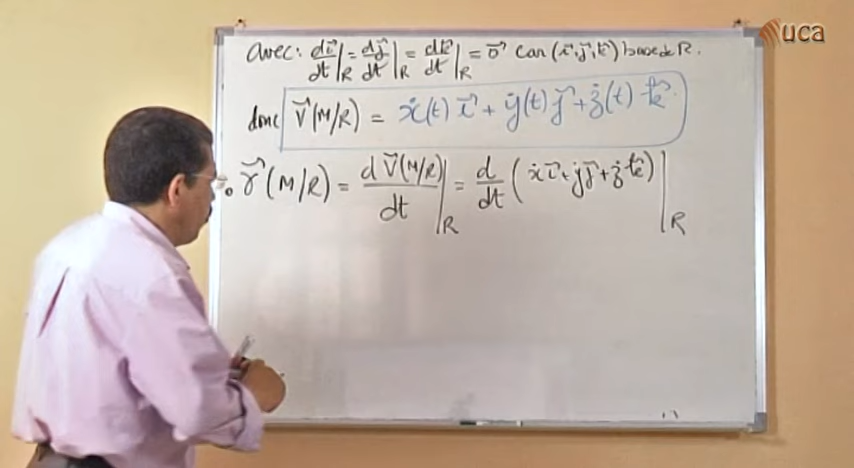 uca
avec: d𝑖⃗/dt|R = d𝑗⃗/dt|R = d𝑘⃗/dt|R = 0⃗ car (𝑖⃗, 𝑗⃗, 𝑘⃗) base de R.
donc V⃗(M/R) = ẋ(t) 𝑖⃗ + ẏ(t) 𝑗⃗ + ż(t) 𝑘⃗
γ⃗(M/R) = dV⃗(M/R)/dt|R = d/dt (ẋ𝑖⃗ + ẏ𝑗⃗ + ż𝑘⃗)|R